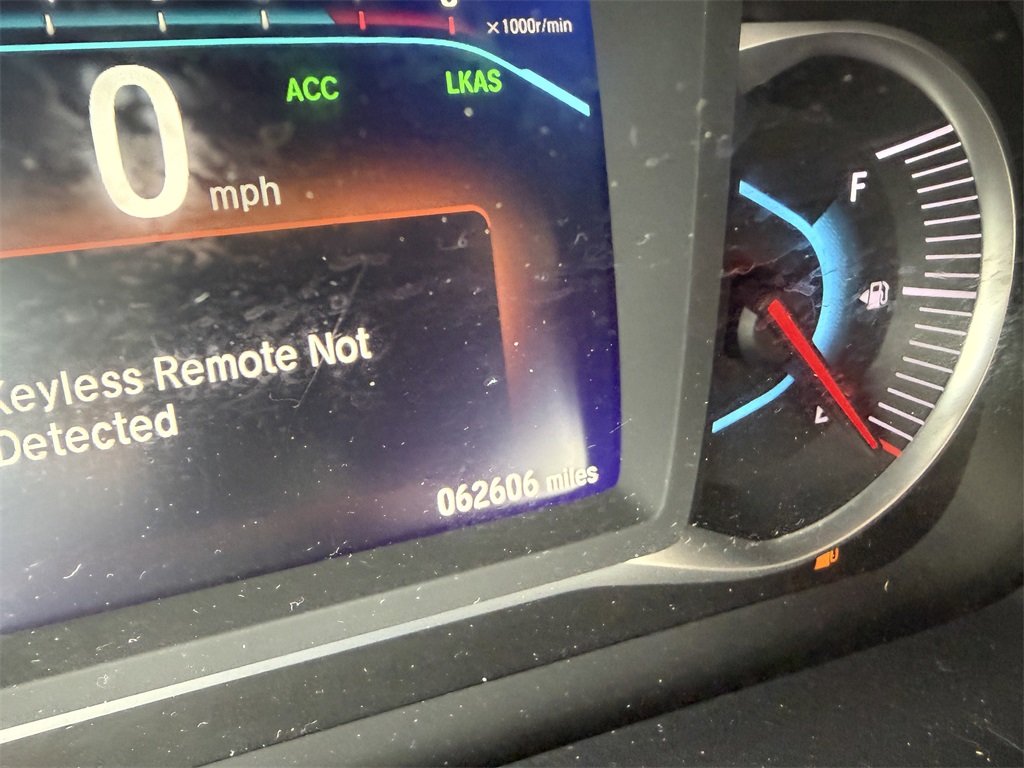 ×1000r/min
ACC LKAS
0 mph
Keyless Remote Not
Detected
062606 miles
F